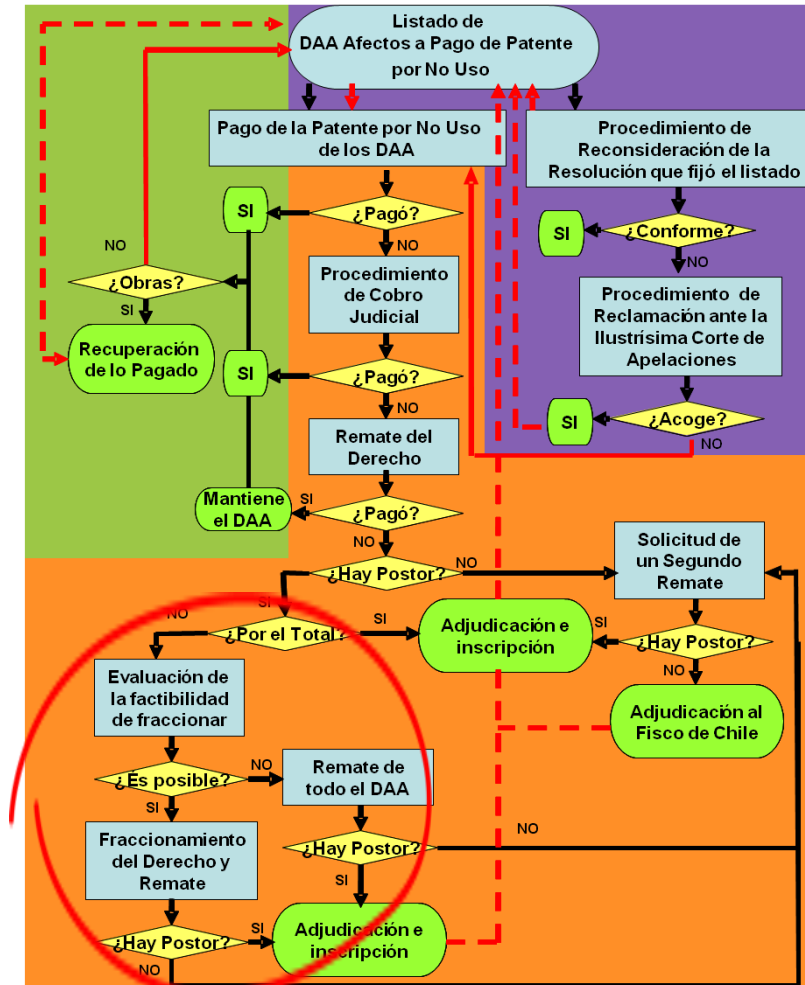 Listado de
DAA Afectos a Pago de Patente
por No Uso
Pago de la Patente por No Uso
de los DAA
Procedimiento de
Reconsideración de la
Resolución que fijó el listado
SI
¿Pagó?
NO
SI
¿Conforme?
NO
NO
¿Obras?
SI
Procedimiento
de Cobro
Judicial
Procedimiento de
Reclamación ante la
Ilustrísima Corte de
Apelaciones
Recuperación
de lo Pagado
SI
¿Pagó?
NO
SI
¿Acoge?
NO
Remate del
Derecho
Mantiene
el DAA
SI
¿Pagó?
NO
¿Hay Postor?
NO
SI
Solicitud de
un Segundo
Remate
NO
¿Por el Total?
SI
Adjudicación e
inscripción
SI
¿Hay Postor?
NO
Evaluación de
la factibilidad
de fraccionar
Adjudicación al
Fisco de Chile
¿Es posible?
NO
SI
Remate de
todo el DAA
Fraccionamiento
del Derecho y
Remate
¿Hay Postor?
NO
SI
¿Hay Postor?
SI
NO
Adjudicación e
inscripción